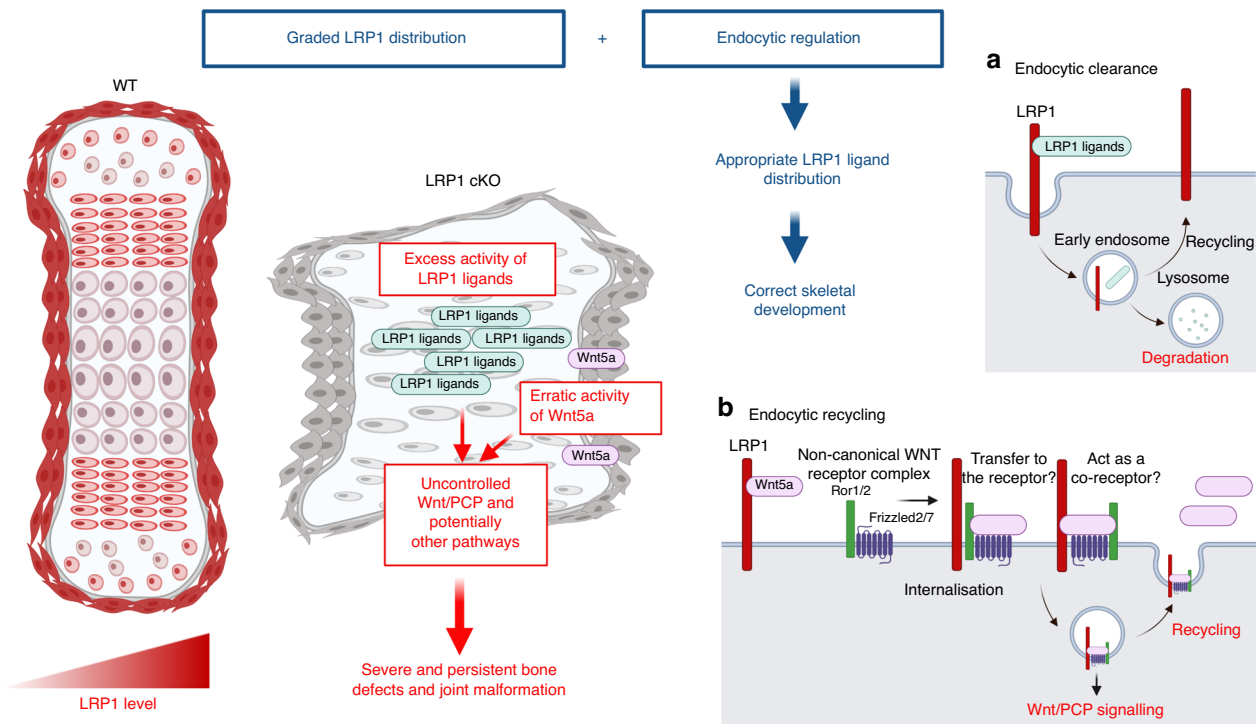 Graded LRP1 distribution
+
Endocytic regulation
WT
LRP1 level
LRP1 cKO
Excess activity of
LRP1 ligands
LRP1 ligands
LRP1 ligands
LRP1 ligands
LRP1 ligands
LRP1 ligands
Wnt5a
Erratic activity
of Wnt5a
Wnt5a
Uncontrolled
Wnt/PCP and
potentially
other pathways
Severe and persistent bone
defects and joint malformation
Appropriate LRP1 ligand
distribution
Correct skeletal
development
a
Endocytic clearance
LRP1
LRP1 ligands
Early endosome
Recycling
Lysosome
Degradation
b
Endocytic recycling
LRP1
Wnt5a
Non-canonical WNT
receptor complex
Ror1/2
Frizzled2/7
Transfer to
the receptor?
Act as a
co-receptor?
Internalisation
Recycling
Wnt/PCP signalling